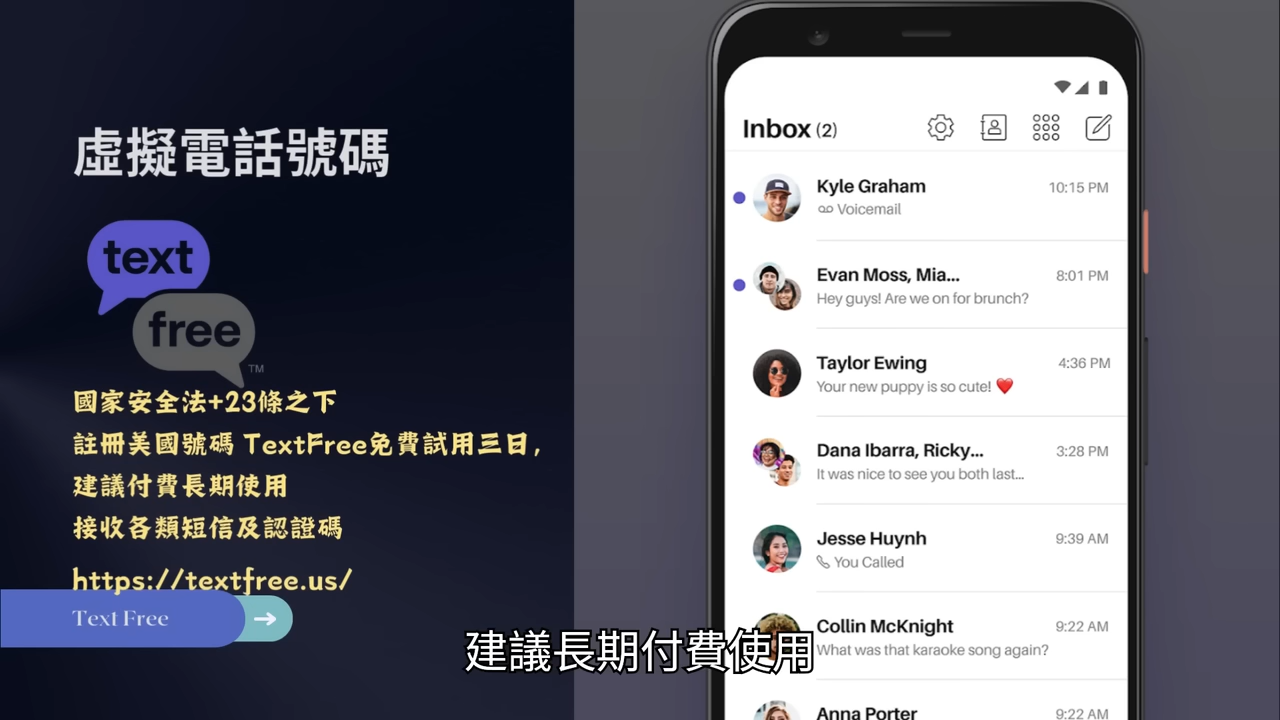 虛擬電話號碼
text
free
TM
國家安全法+23條之下
註冊美國號碼 TextFree免費試用三日，
建議付費長期使用
接收各類短信及認證碼
https://textfree.us/
Text Free
Inbox (2)
Kyle Graham
10:15 PM
Voicemail
Evan Moss, Mia...
8:01 PM
Hey guys! Are we on for brunch?
Taylor Ewing
4:36 PM
Your new puppy is so cute! ❤️
Dana Ibarra, Ricky...
3:28 PM
It was nice to see you both last...
Jesse Huynh
9:39 AM
You Called
Collin McKnight
9:22 AM
What was that karaoke song again?
Anna Porter
9:22 AM
建議長期付費使用